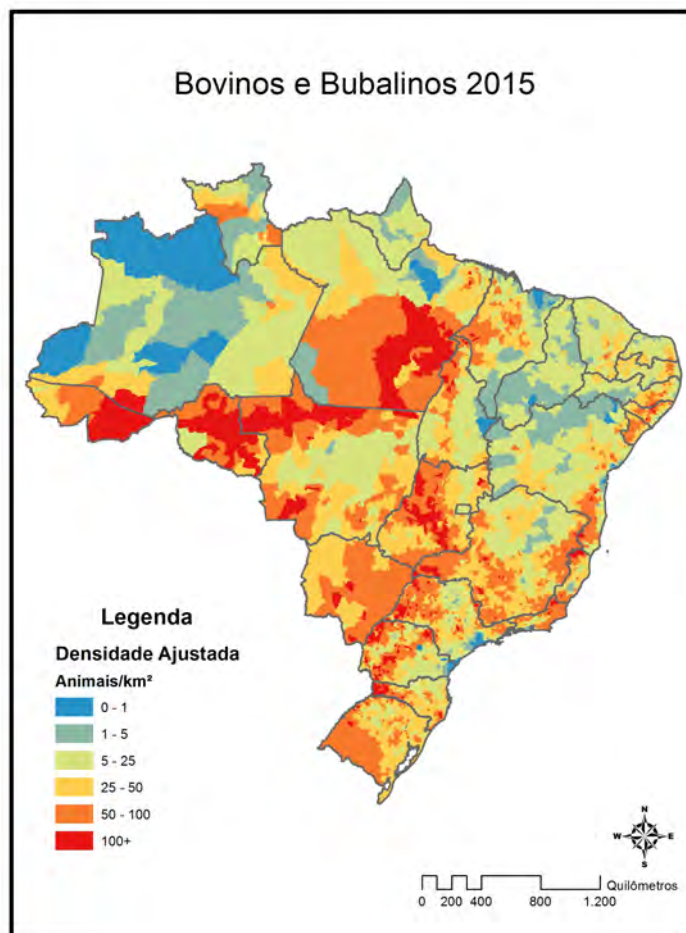 Bovinos e Bubalinos 2015
Legenda
Densidade Ajustada
Animais/km²
0 - 1
1 - 5
5 - 25
25 - 50
50 - 100
100+
N
W E
S
Quilômetros
0 200 400 800 1.200